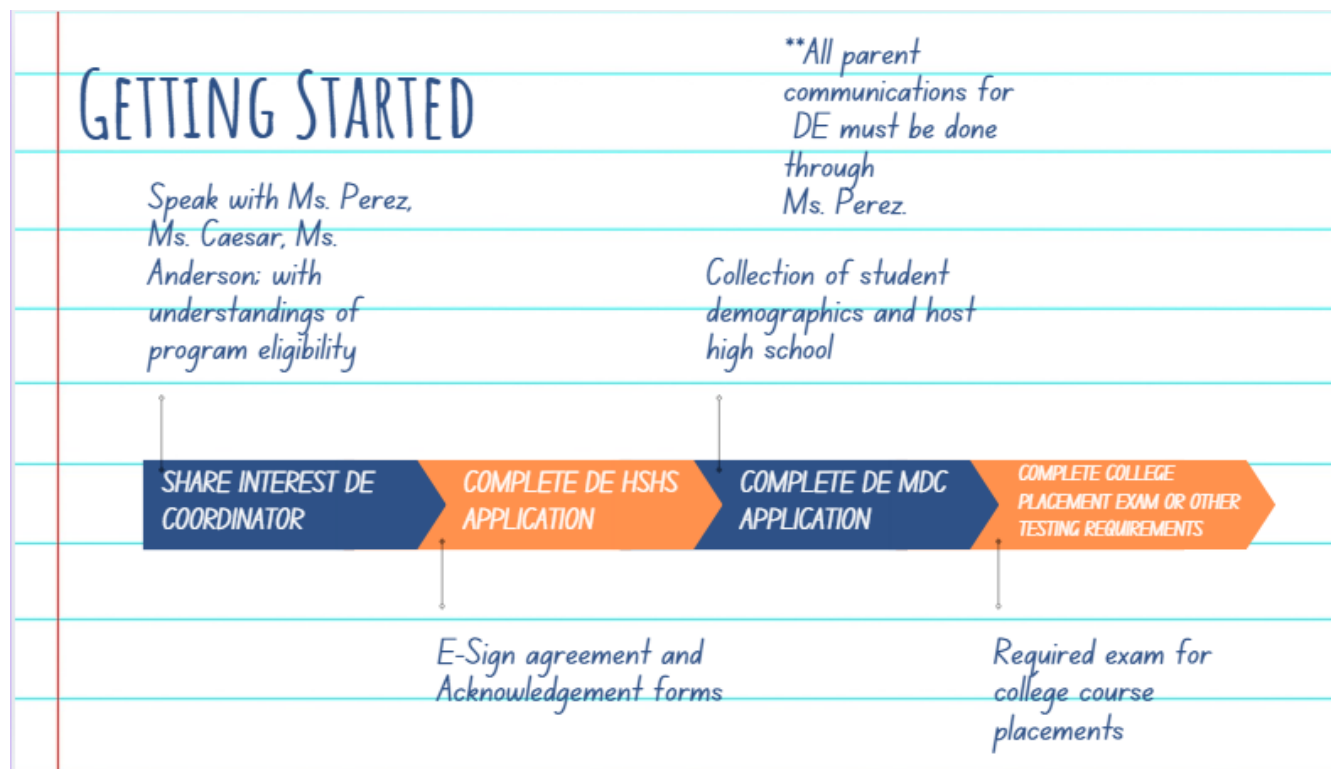 Getting Started
**All parent
communications for
DE must be done
through
Ms. Perez.
Speak with Ms. Perez,
Ms. Caesar, Ms.
Anderson; with
understandings of
program eligibility
Collection of student
demographics and host
high school
SHARE INTEREST DE
COORDINATOR
COMPLETE DE HSHS
APPLICATION
COMPLETE DE MDC
APPLICATION
COMPLETE COLLEGE
PLACEMENT EXAM OR OTHER
TESTING REQUIREMENTS
E-Sign agreement and
Acknowledgement forms
Required exam for
college course
placements